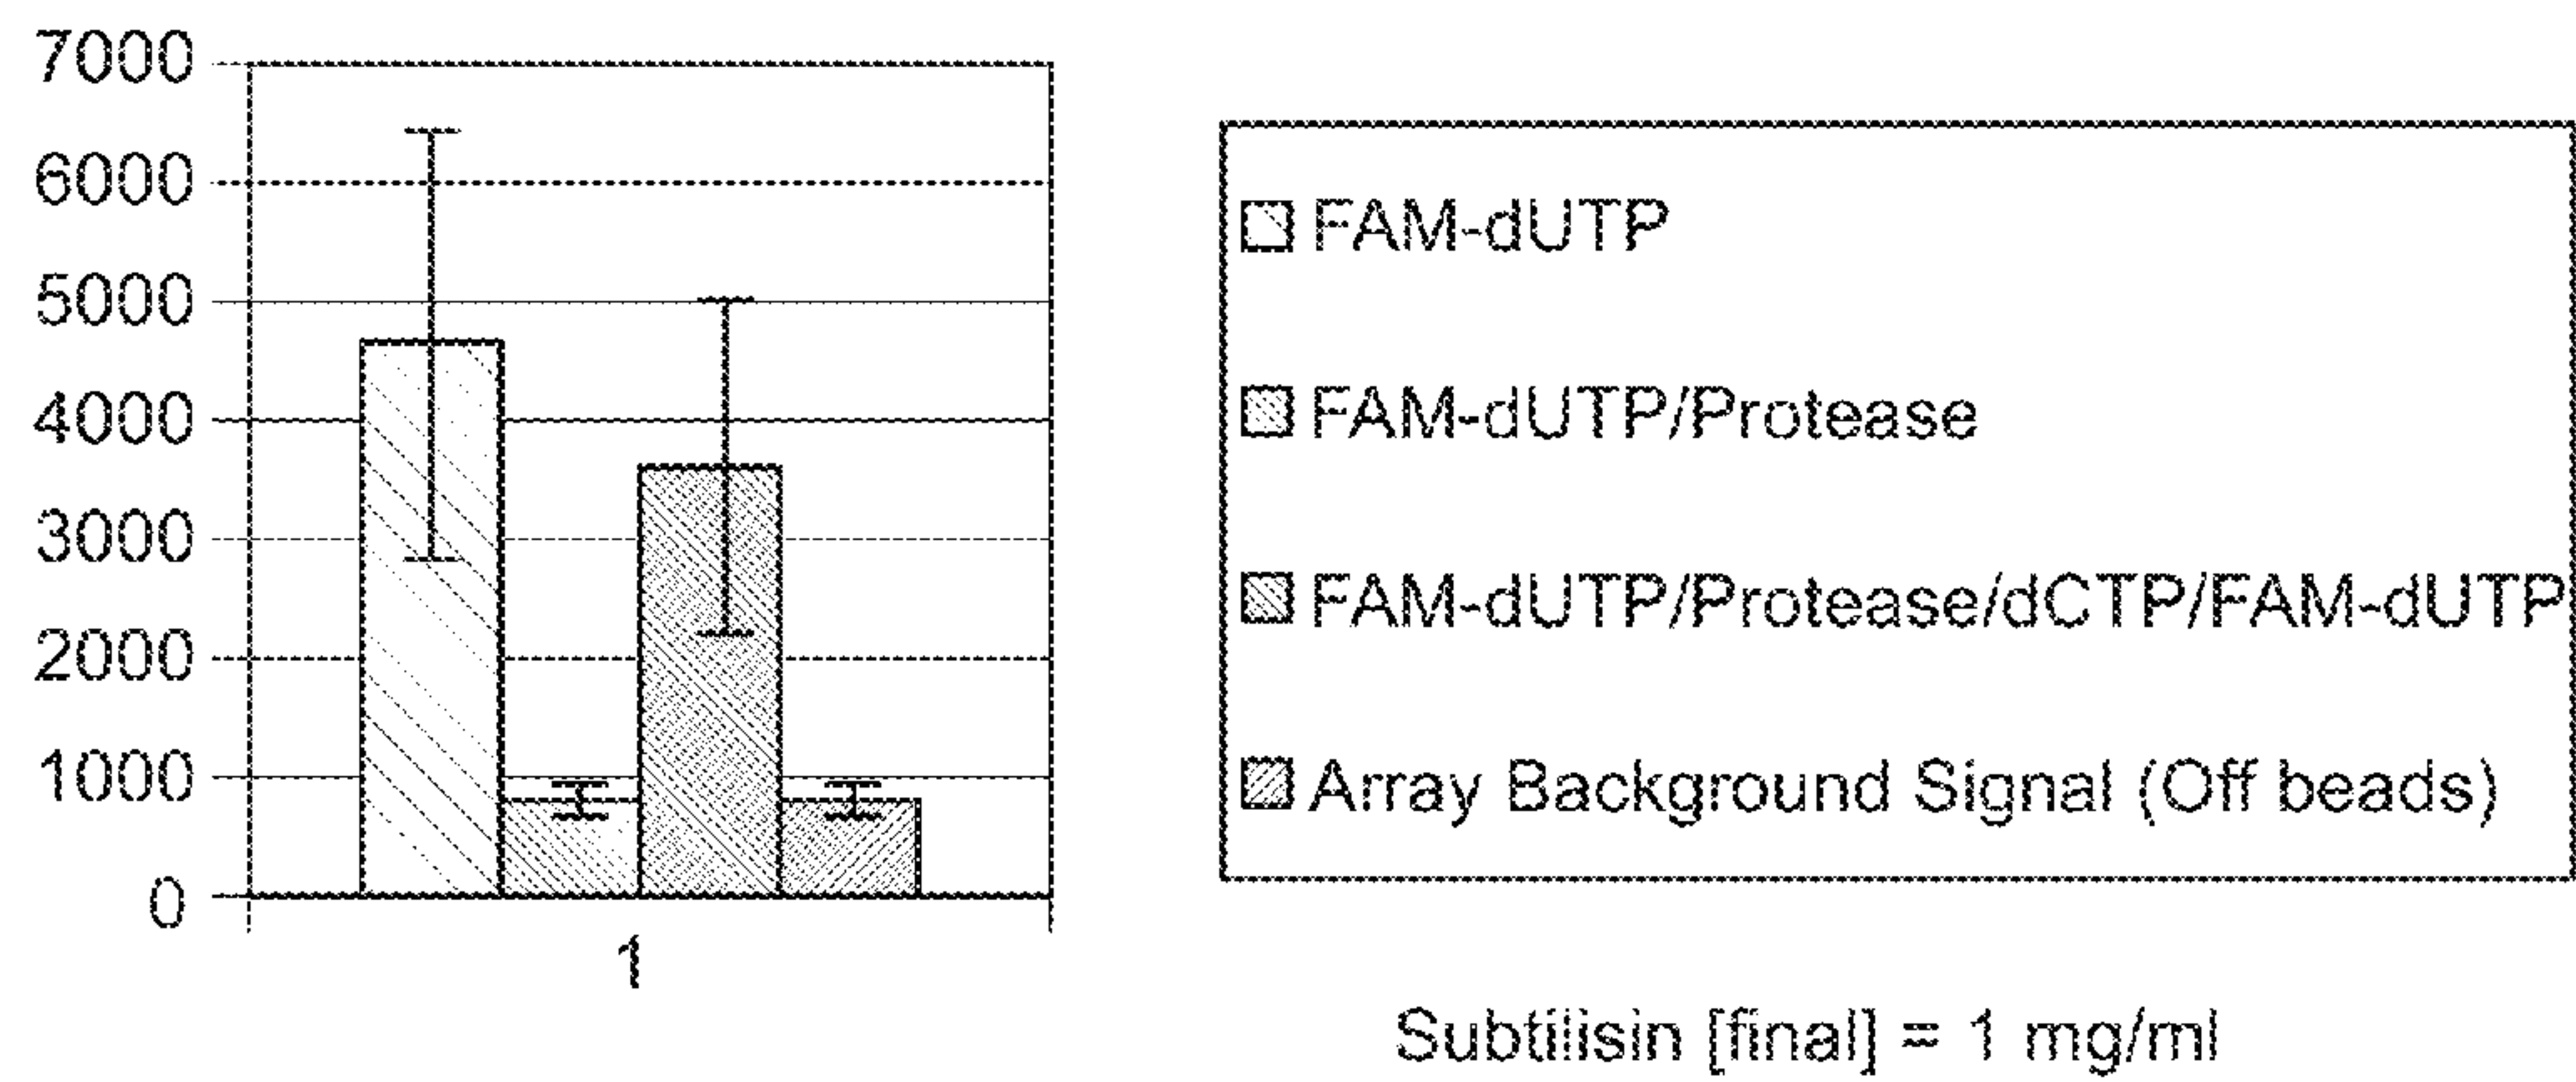 7000
6000
5000
4000
3000
2000
1000
0
1
FAM-dUTP
FAM-dUTP/Protease
FAM-dUTP/Protease/dCTP/FAM-dUTP
Array Background Signal (Off beads)
Subtilisin [final] = 1 mg/ml